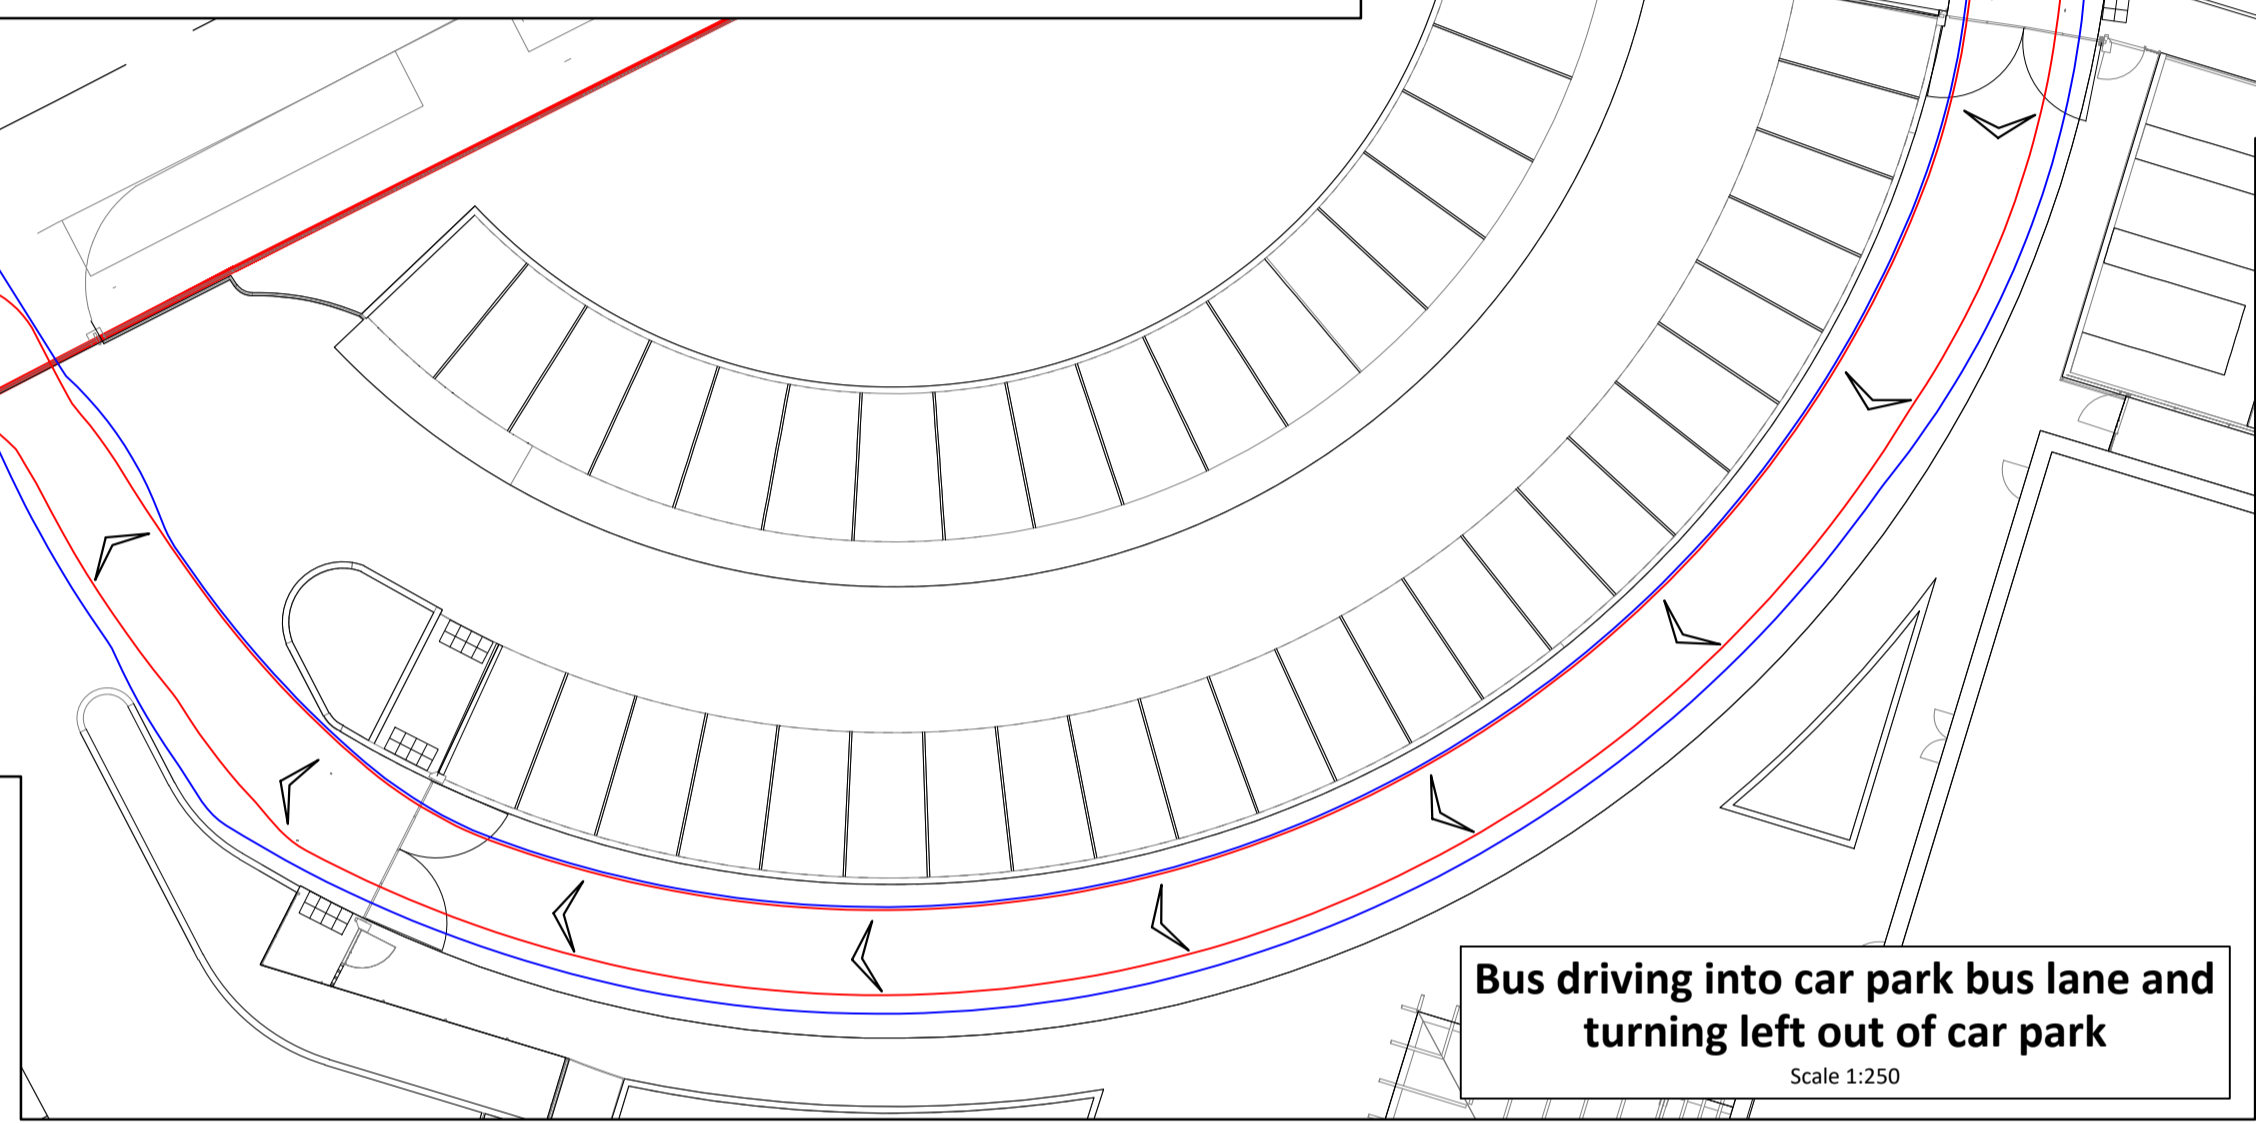 Bus driving into car park bus lane and
turning left out of car park
Scale 1:250